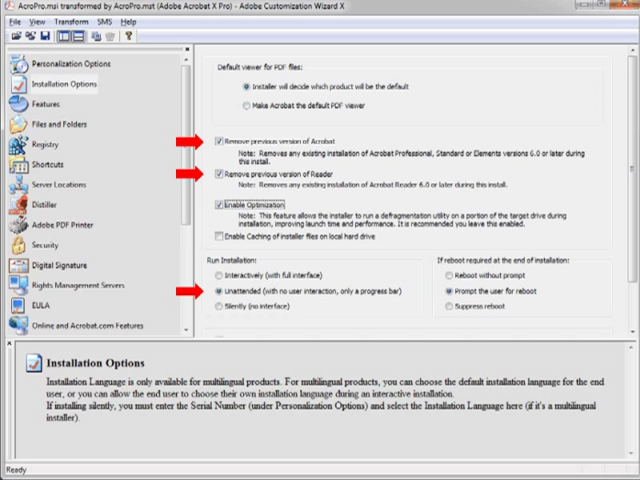 AcroPro.msi transformed by AcroPro.mst (Adobe Acrobat X Pro) - Adobe Customization Wizard X
File View Transform SMS Help
Personalization Options
Installation Options
Features
Files and Folders
Registry
Shortcuts
Server Locations
Distiller
Adobe PDF Printer
Security
Digital Signature
Rights Management Servers
EULA
Online and Acrobat.com Features
Default viewer for PDF files:
Installer will decide which product will be the default
Make Acrobat the default PDF viewer
Remove previous version of Acrobat
Note: Removes any existing installation of Acrobat Professional, Standard or Elements versions 6.0 or later during
this install.
Remove previous version of Reader
Note: Removes any existing installation of Acrobat Reader 6.0 or later during this install.
Enable Optimization
Note: This feature allows the installer to run a defragmentation utility on a portion of the target drive during
installation, improving launch time and performance. It is recommended you leave this enabled.
Enable Caching of installer files on local hard drive
Run Installation:
Interactively (with full interface)
Unattended (with no user interaction, only a progress bar)
Silently (no interface)
If reboot required at the end of installation:
Reboot without prompt
Prompt the user for reboot
Suppress reboot
Installation Options
Installation Language is only available for multilingual products. For multilingual products, you can choose the default installation language for the end
user, or you can allow the end user to choose their own installation language during an interactive installation.
If installing silently, you must enter the Serial Number (under Personalization Options) and select the Installation Language here (if it's a multilingual
installer).
Ready